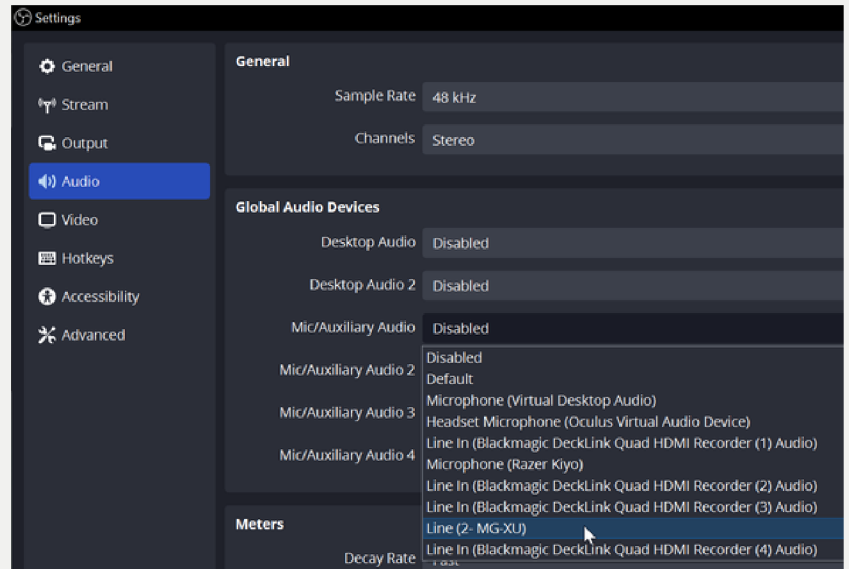 Settings
General
Stream
Output
Audio
Video
Hotkeys
Accessibility
Advanced
General
Sample Rate 48 kHz
Channels Stereo
Global Audio Devices
Desktop Audio Disabled
Desktop Audio 2 Disabled
Mic/Auxiliary Audio Disabled
Mic/Auxiliary Audio 2
Mic/Auxiliary Audio 3
Mic/Auxiliary Audio 4
Disabled
Default
Microphone (Virtual Desktop Audio)
Headset Microphone (Oculus Virtual Audio Device)
Line In (Blackmagic DeckLink Quad HDMI Recorder (1) Audio)
Microphone (Razer Kiyo)
Line In (Blackmagic DeckLink Quad HDMI Recorder (2) Audio)
Line In (Blackmagic DeckLink Quad HDMI Recorder (3) Audio)
Line (2- MG-XU)
Line In (Blackmagic DeckLink Quad HDMI Recorder (4) Audio)
Meters
Decay Rate Fast